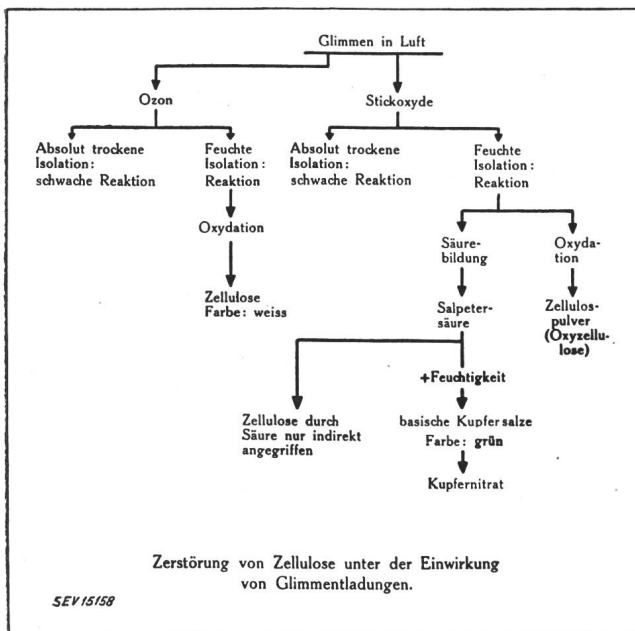 Glimmen in Luft
Ozon
Stickoxyde
Absolut trockene
Isolation:
schwache Reaktion
Feuchte
Isolation:
Reaktion
Absolut trockene
Isolation:
schwache Reaktion
Feuchte
Isolation:
Reaktion
Oxydation
Säure-
bildung
Oxyda-
tion
Zellulose
Farbe: weiss
Salpeter-
säure
Zellulos-
pulver
(Oxyzellu-
lose)
+Feuchtigkeit
Zellulose durch
Säure nur indirekt
angegriffen
basische Kupfersalze
Farbe: grün
Kupfernitrat
Zerstörung von Zellulose unter der Einwirkung
von Glimmentladungen.
SEV15158